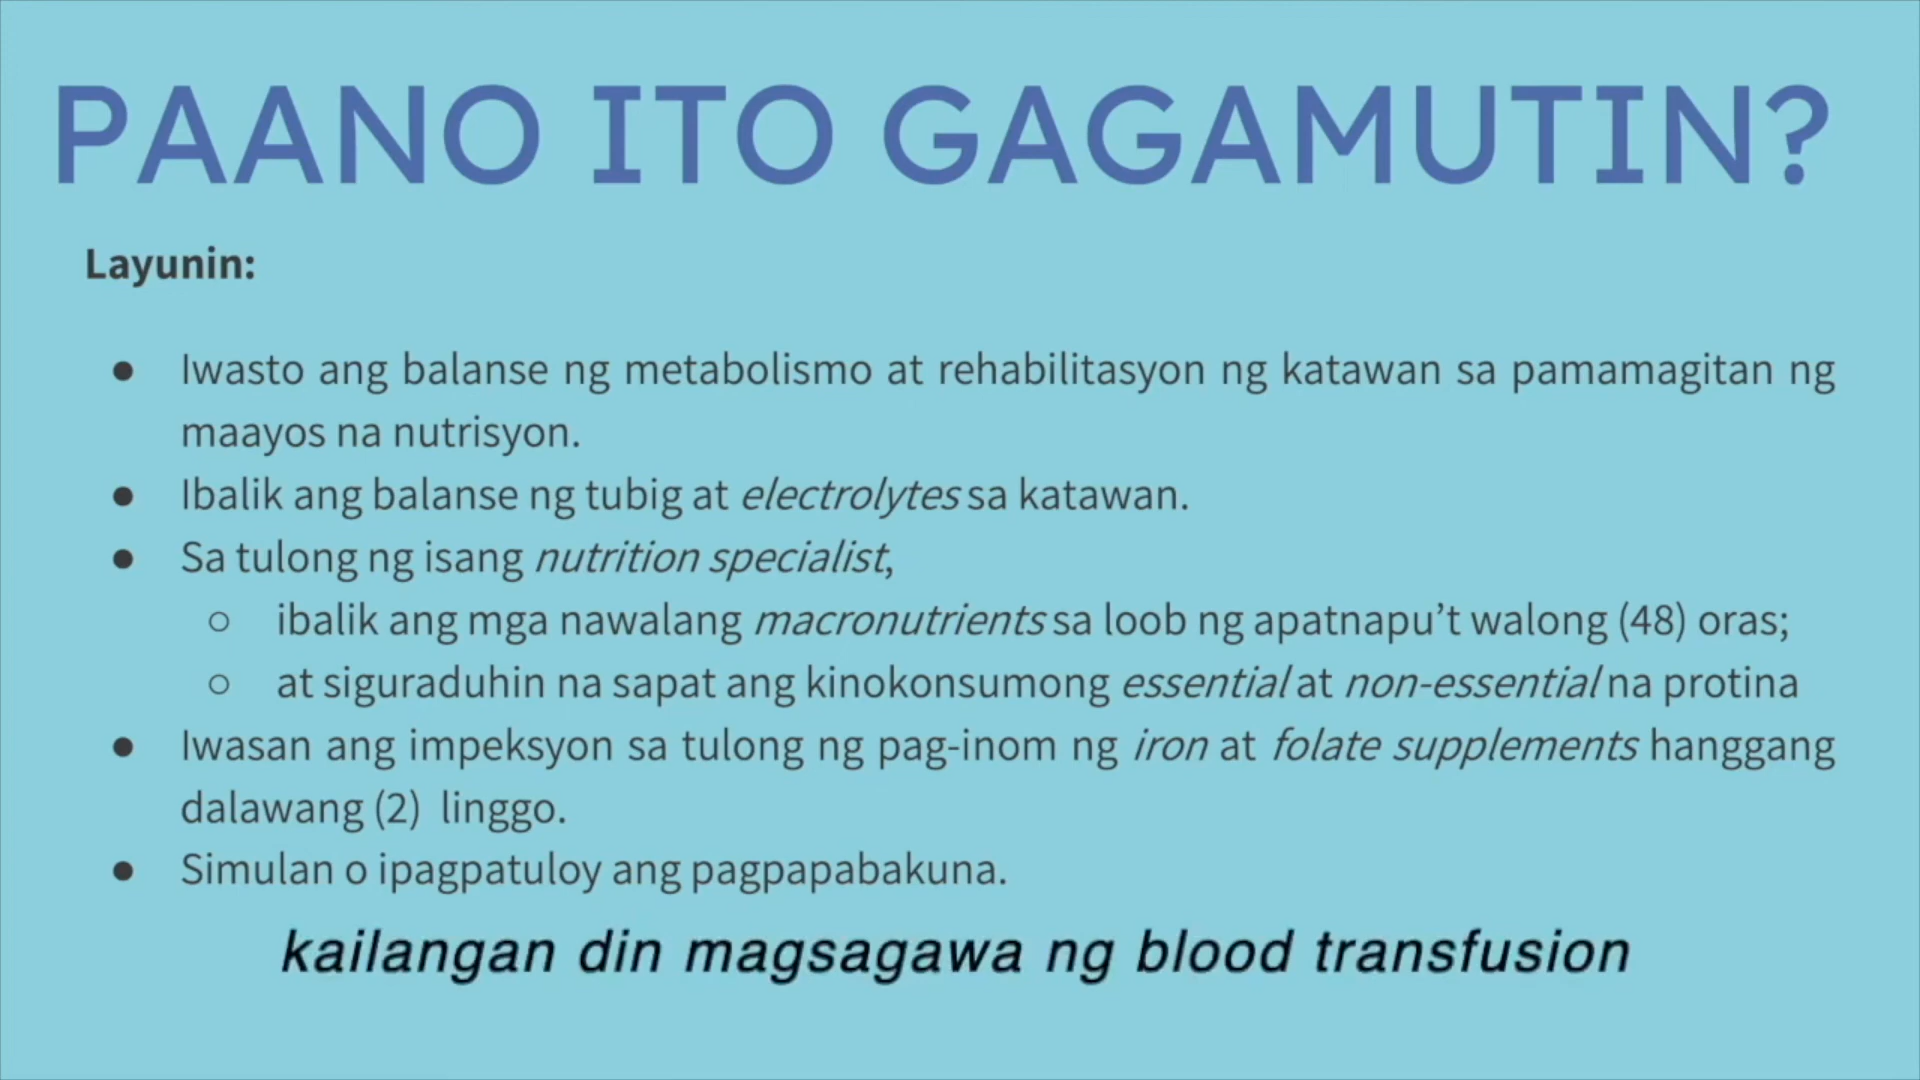 PAANO ITO GAGAMUTIN?
Layunin:
● Iwasto ang balanse ng metabolismo at rehabilitasyon ng katawan sa pamamagitan ng
maayos na nutrisyon.
● Ibalik ang balanse ng tubig at electrolytes sa katawan.
● Sa tulong ng isang nutrition specialist,
○ ibalik ang mga nawalang macronutrients sa loob ng apatnapu’t walong (48) oras;
○ at siguraduhin na sapat ang kinokonsumong essential at non-essential na protina
● Iwasan ang impeksyon sa tulong ng pag-inom ng iron at folate supplements hanggang
dalawang (2) linggo.
● Simulan o ipagpatuloy ang pagpapabakuna.
kailangan din magsagawa ng blood transfusion